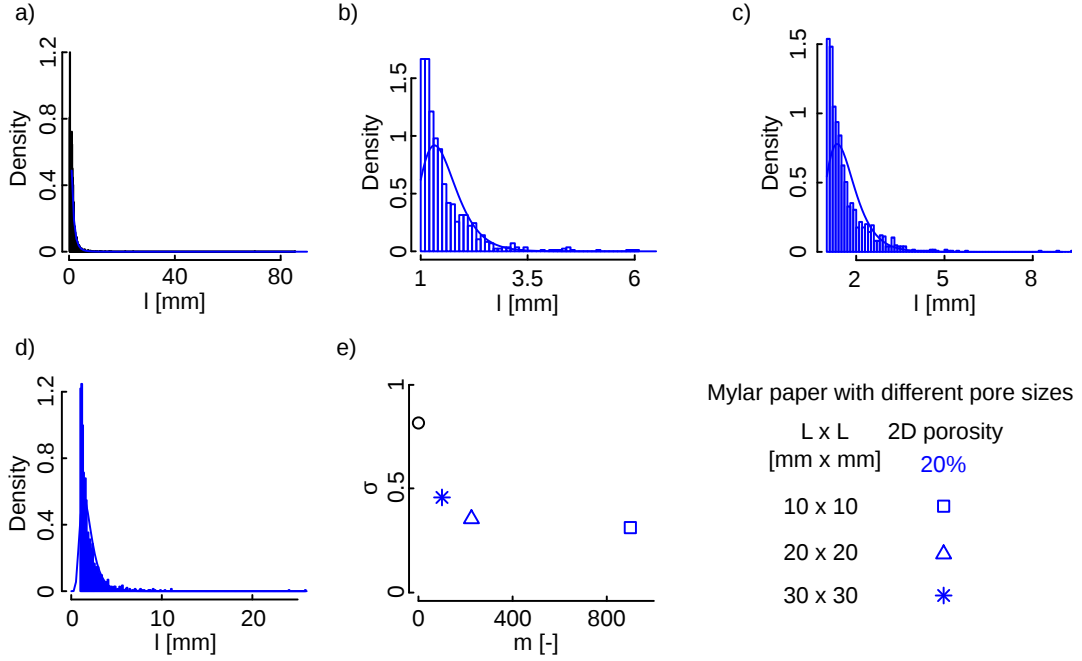 a)
1.2
0.8
0.4
0
Density
0
40
80
l [mm]
b)
1.5
1
0.5
0
Density
1
3.5
6
l [mm]
c)
1.5
1
0.5
0
Density
2
5
8
l [mm]
d)
1.2
0.8
0.4
0
Density
0
10
20
l [mm]
e)
1
0.5
0
σ
0
400
800
m [-]
Mylar paper with different pore sizes
L x L 2D porosity
[mm x mm] 20%
10 x 10
20 x 20
30 x 30